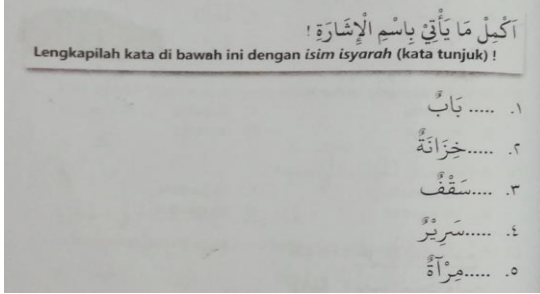 اَكْمِلْ مَا يَأْتِيْ بِاسْمِ الْإِشَارَةِ !
Lengkapilah kata di bawah ini dengan isim isyarah (kata tunjuk) !
١. ..... بَابٌ
٢. .....خِزَانَةٌ
٣. ....سَقْفٌ
٤. .....سَرِيْرٌ
٥. .....مِرْآةٌ